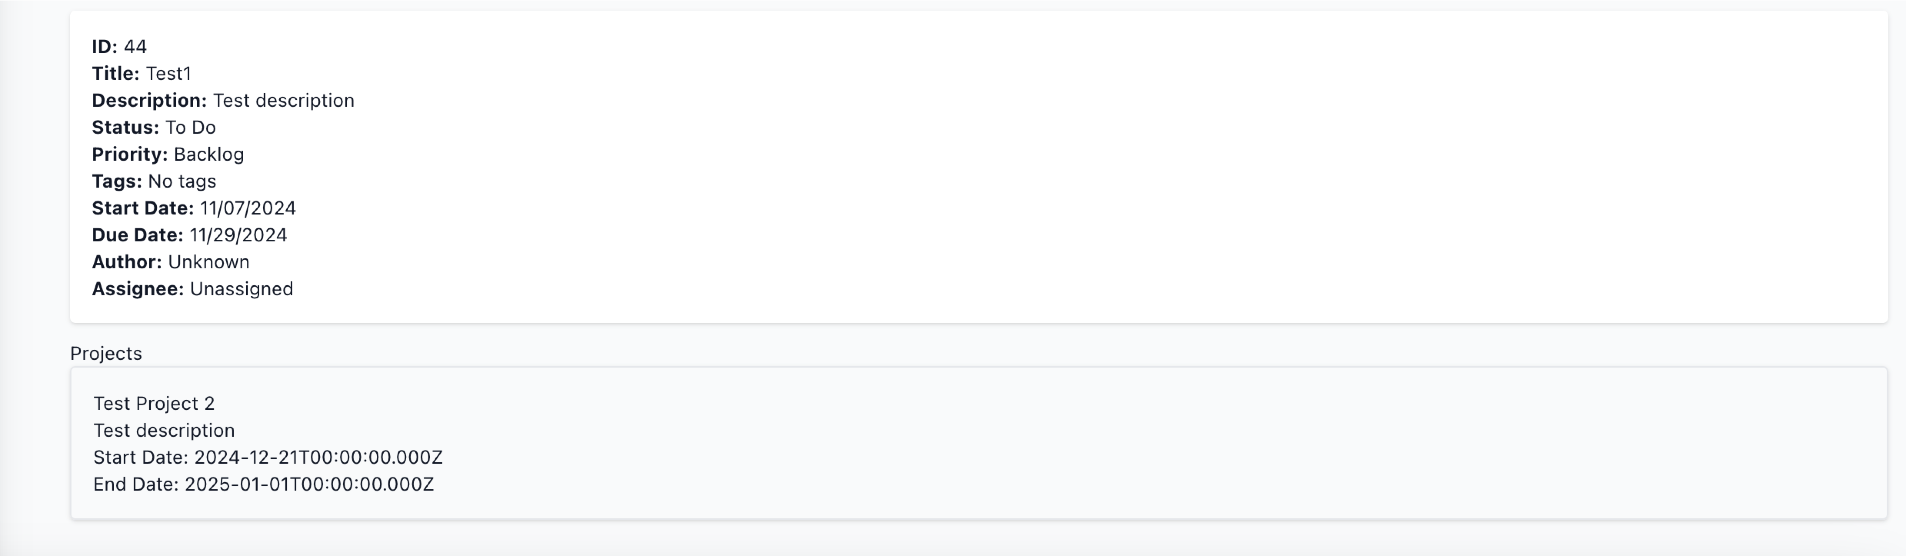 ID: 44
Title: Test1
Description: Test description
Status: To Do
Priority: Backlog
Tags: No tags
Start Date: 11/07/2024
Due Date: 11/29/2024
Author: Unknown
Assignee: Unassigned
Projects
Test Project 2
Test description
Start Date: 2024-12-21T00:00:00.000Z
End Date: 2025-01-01T00:00:00.000Z